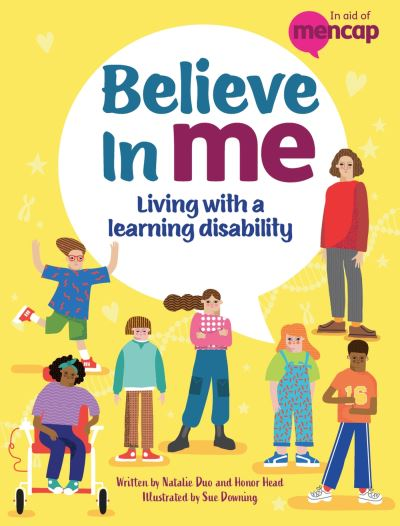 In aid of
mencap
Believe
In me
Living with a
learning disability
16
Written by Natalie Duo and Honor Head
Illustrated by Sue Downing